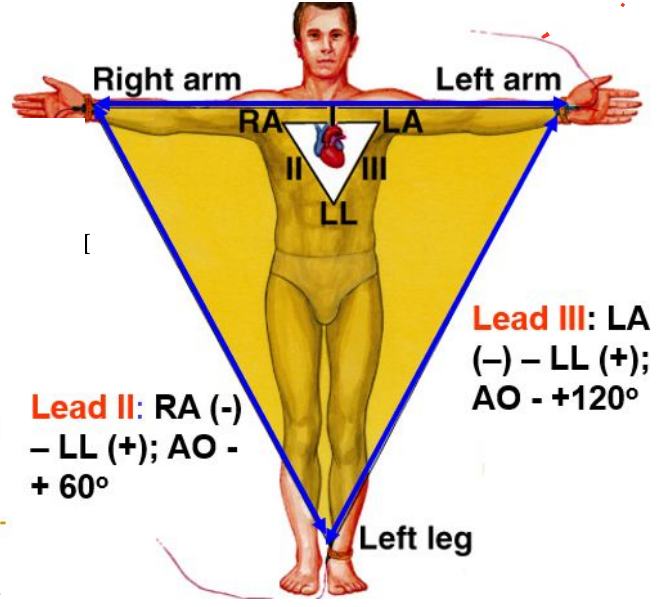 Right arm
Left arm
RA
I
LA
II
III
LL
[
Lead III: LA
(–) – LL (+);
AO - +120º
Lead II: RA (-)
– LL (+); AO -
+ 60º
Left leg